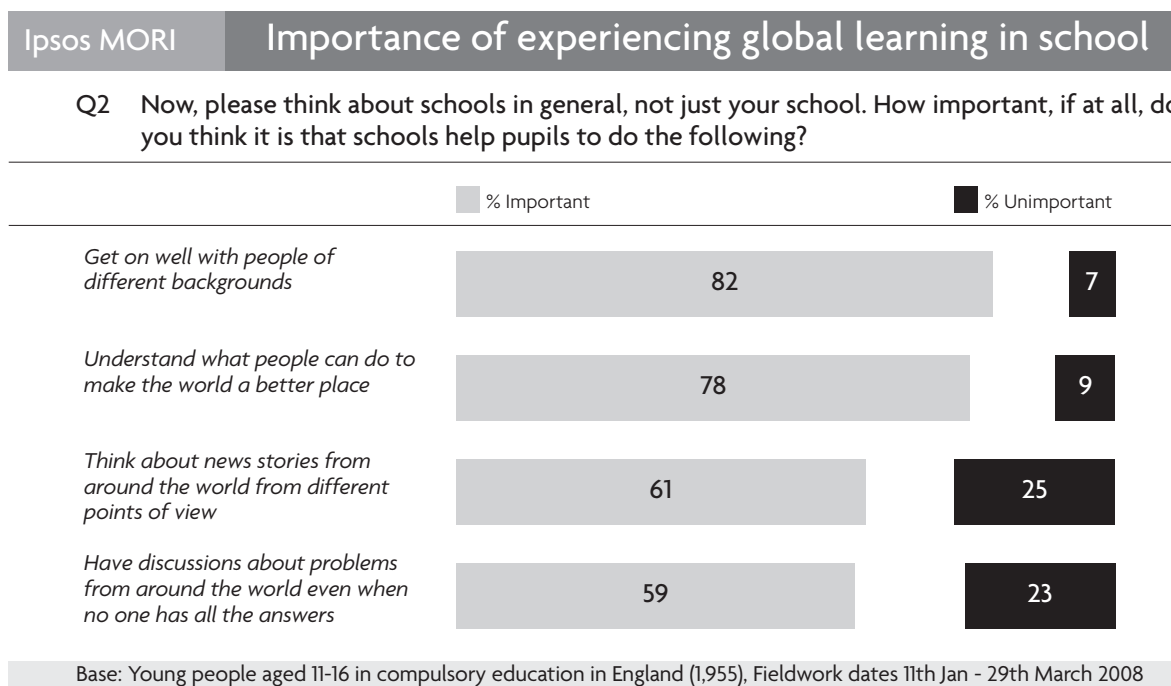 Ipsos MORI Importance of experiencing global learning in school
Q2 Now, please think about schools in general, not just your school. How important, if at all, do
you think it is that schools help pupils to do the following?
% Important % Unimportant
Get on well with people of
different backgrounds
82 7
Understand what people can do to
make the world a better place
78 9
Think about news stories from
around the world from different
points of view
61 25
Have discussions about problems
from around the world even when
no one has all the answers
59 23
Base: Young people aged 11-16 in compulsory education in England (1,955), Fieldwork dates 11th Jan - 29th March 2008